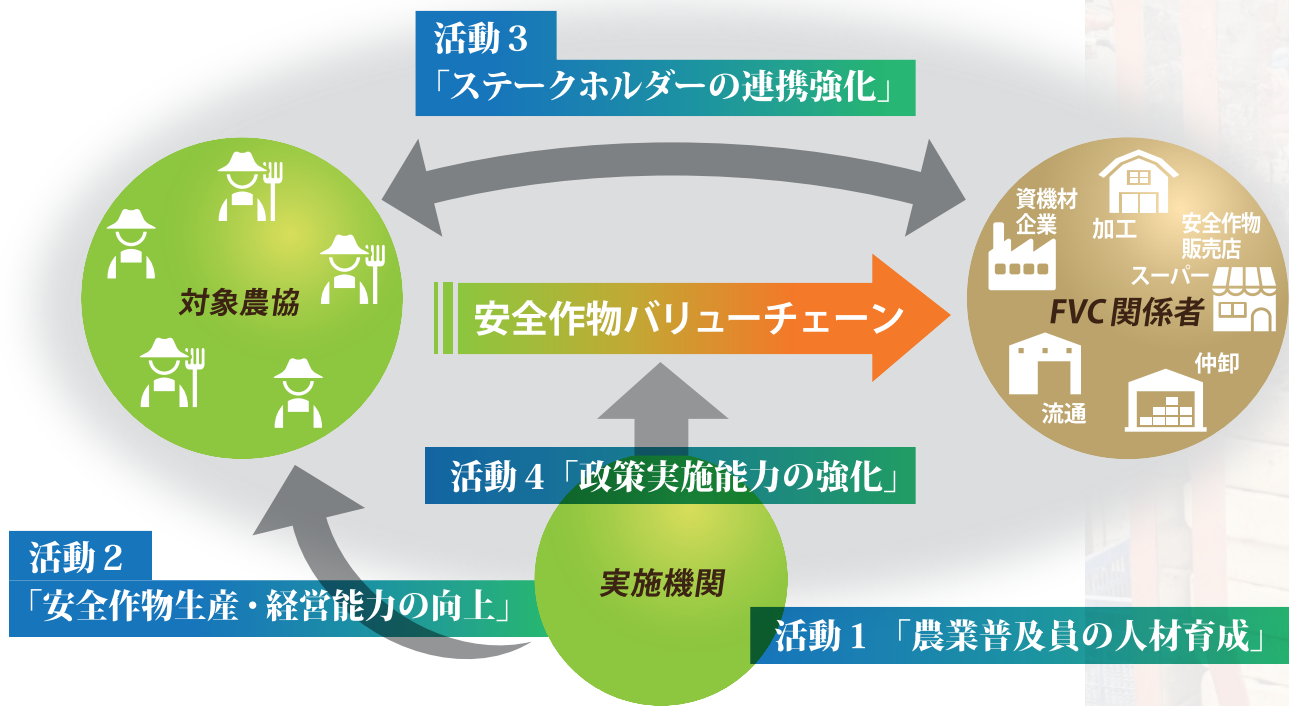 活動3
「ステークホルダーの連携強化」
対象農協
安全作物バリューチェーン
資機材
企業
加工
安全作物
販売店
スーパー
FVC関係者
流通
仲卸
活動4「政策実施能力の強化」
活動2
「安全作物生産・経営能力の向上」
実施機関
活動1「農業普及員の人材育成」